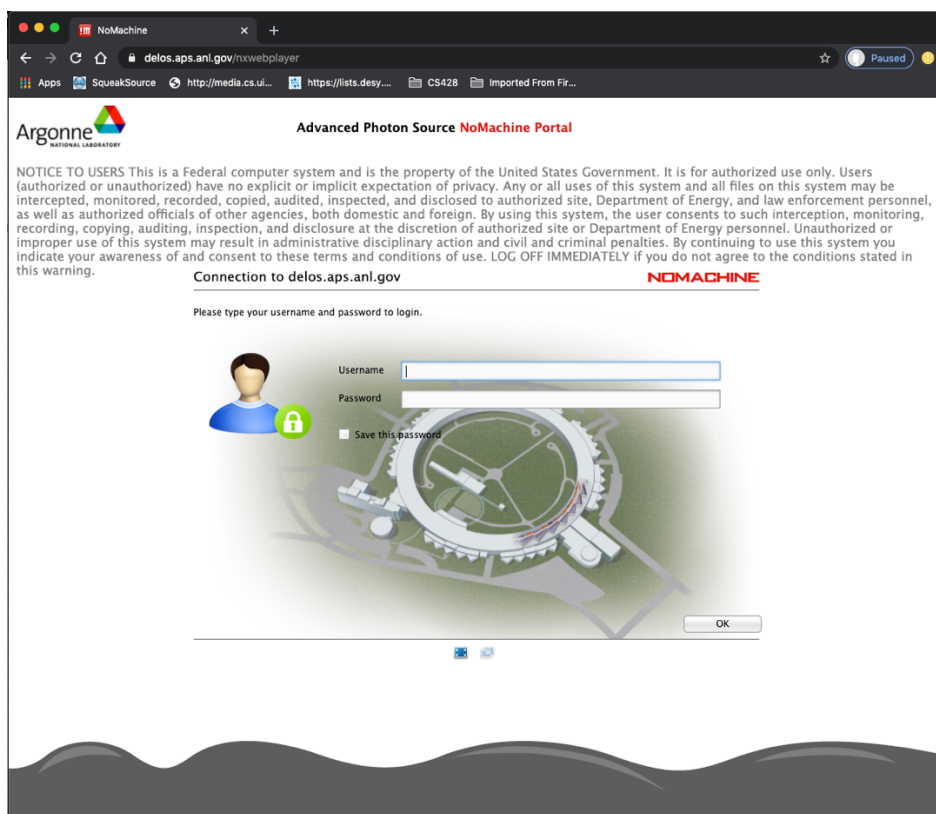 NoMachine
delos.aps.anl.gov/nxwebplayer
Paused
Apps SqueakSource http://media.cs.ui... https://lists.desy.... CS428 Imported From Fir...
Argonne
NATIONAL LABORATORY
Advanced Photon Source NoMachine Portal
NOTICE TO USERS This is a Federal computer system and is the property of the United States Government. It is for authorized use only. Users
(authorized or unauthorized) have no explicit or implicit expectation of privacy. Any or all uses of this system and all files on this system may be
intercepted, monitored, recorded, copied, audited, inspected, and disclosed to authorized site, Department of Energy, and law enforcement personnel,
as well as authorized officials of other agencies, both domestic and foreign. By using this system, the user consents to such interception, monitoring,
recording, copying, auditing, inspection, and disclosure at the discretion of authorized site or Department of Energy personnel. Unauthorized or
improper use of this system may result in administrative disciplinary action and civil and criminal penalties. By continuing to use this system you
indicate your awareness of and consent to these terms and conditions of use. LOG OFF IMMEDIATELY if you do not agree to the conditions stated in
this warning.
Connection to delos.aps.anl.gov NOMACHINE
Please type your username and password to login.
Username
Password
Save this password
OK